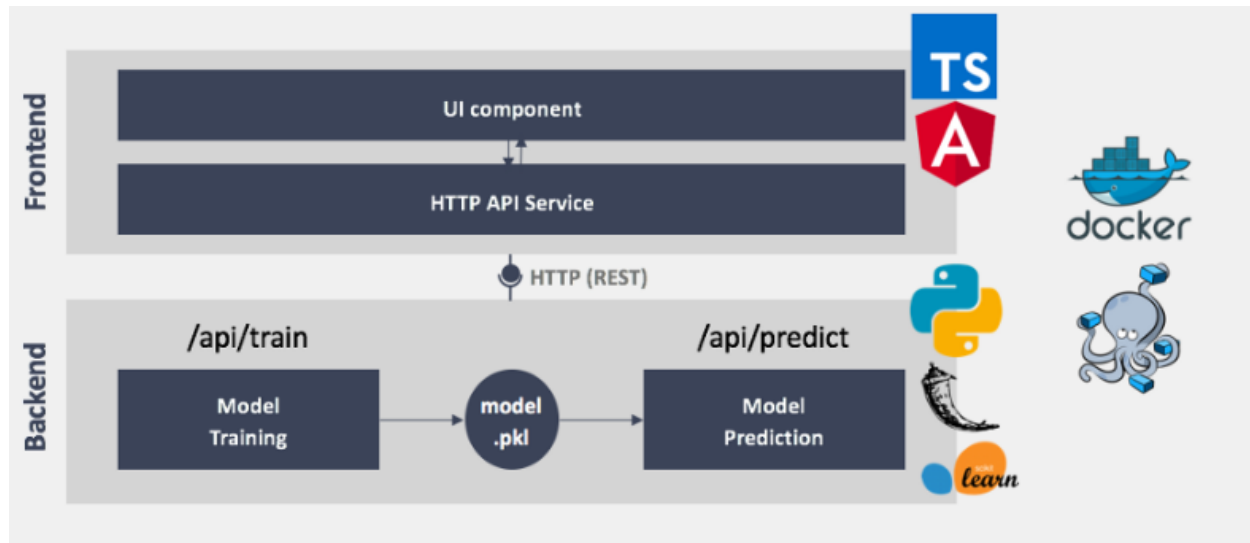 Frontend
UI component
HTTP API Service
TS
A
docker
HTTP (REST)
Backend
/api/train
/api/predict
Model
Training
model
.pkl
Model
Prediction
scikit
learn